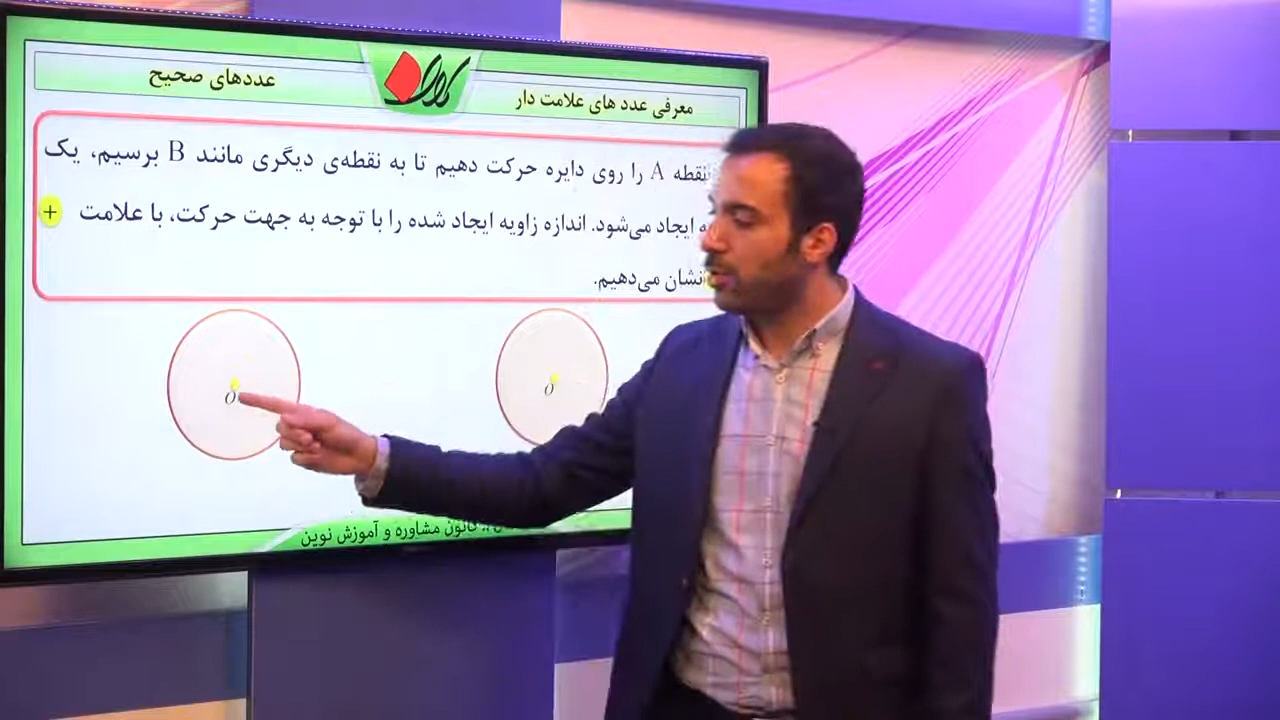 عددهای صحیح
معرفی عدد های علامت دار
نقطه A را روی دایره حرکت دهیم تا به نقطه‌ی دیگری مانند B برسیم، یک
ایجاد می‌شود. اندازه زاویه ایجاد شده را با توجه به جهت حرکت، با علامت +
نشان می‌دهیم.
o
o
کانون مشاوره و آموزش نوین